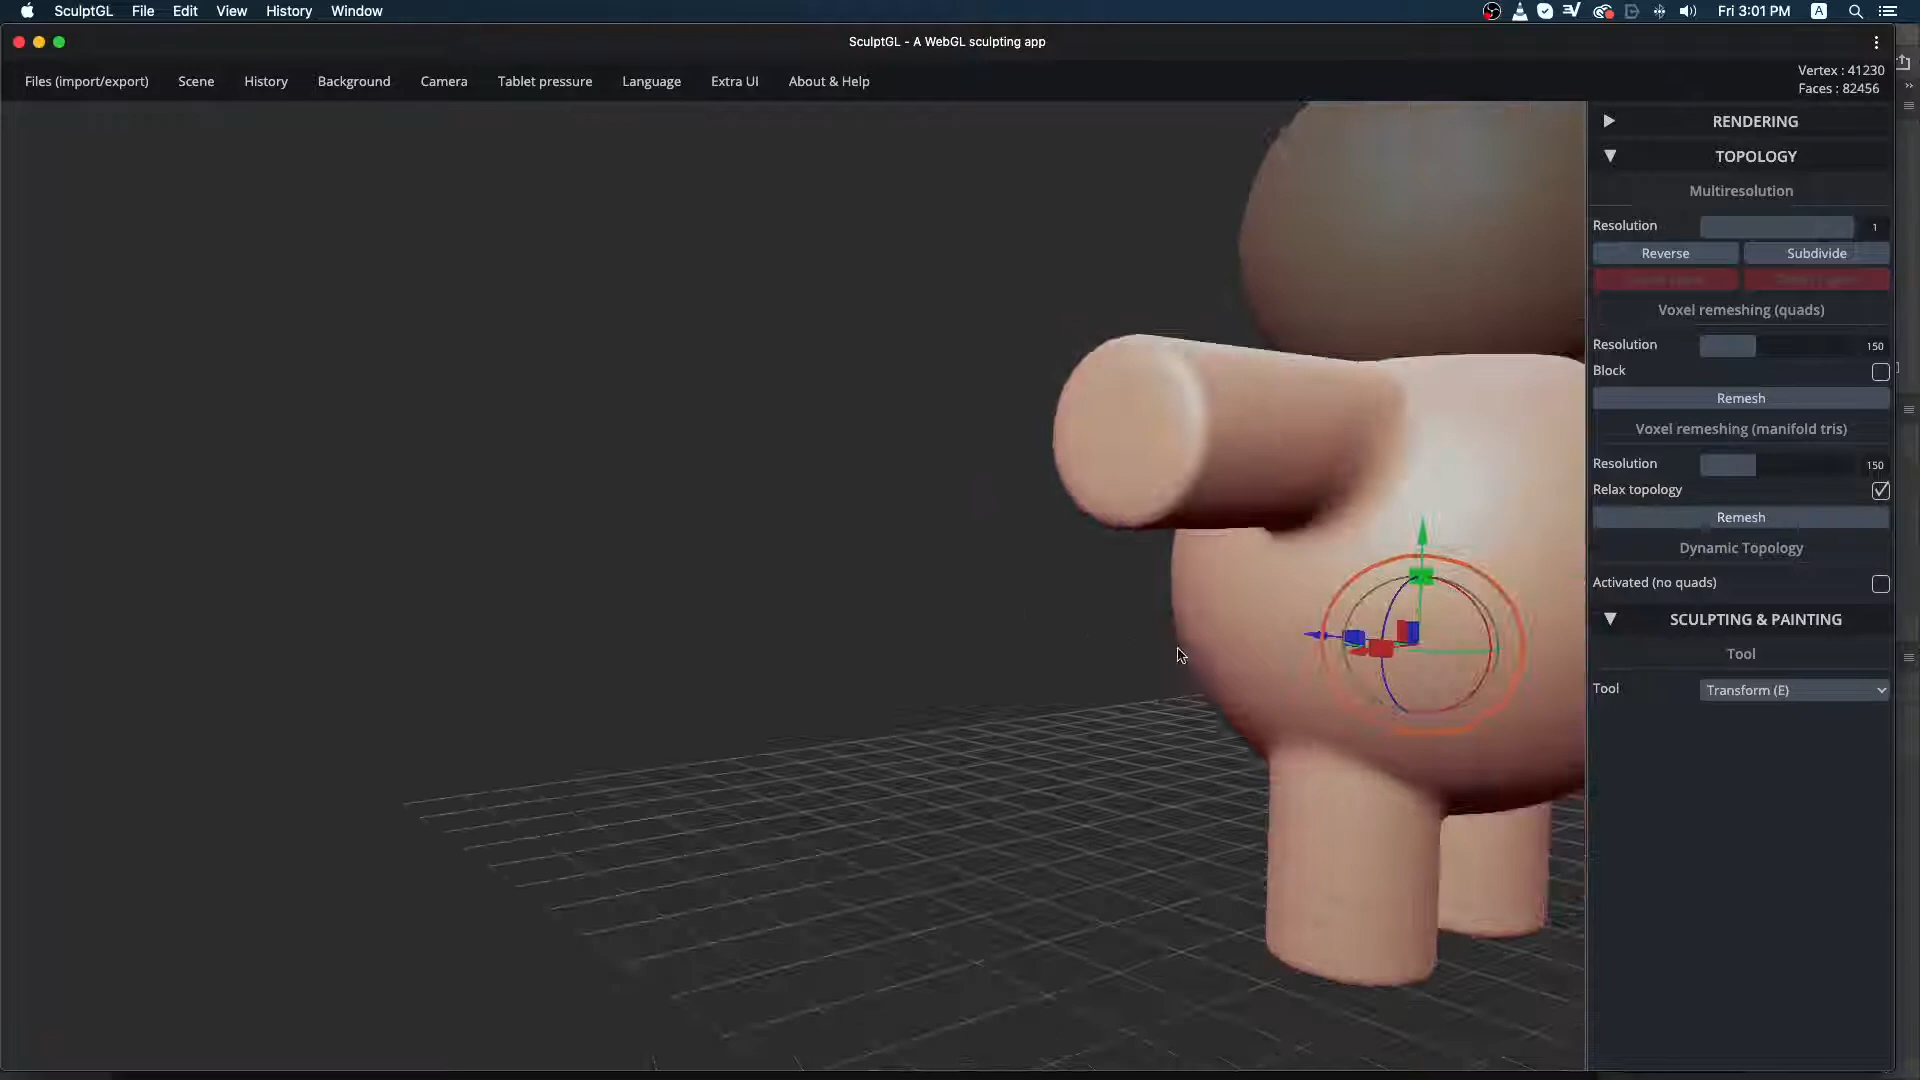 SculptGL File Edit View History Window
Fri 3:01 PM A
SculptGL - A WebGL sculpting app
Files (import/export) Scene History Background Camera Tablet pressure Language Extra UI About & Help
Vertex : 41230
Faces : 82456
RENDERING
TOPOLOGY
Multiresolution
Resolution 1
Reverse Subdivide
Voxel remeshing (quads)
Resolution 150
Block
Remesh
Voxel remeshing (manifold tris)
Resolution 150
Relax topology
Remesh
Dynamic Topology
Activated (no quads)
SCULPTING & PAINTING
Tool
Tool Transform (E)